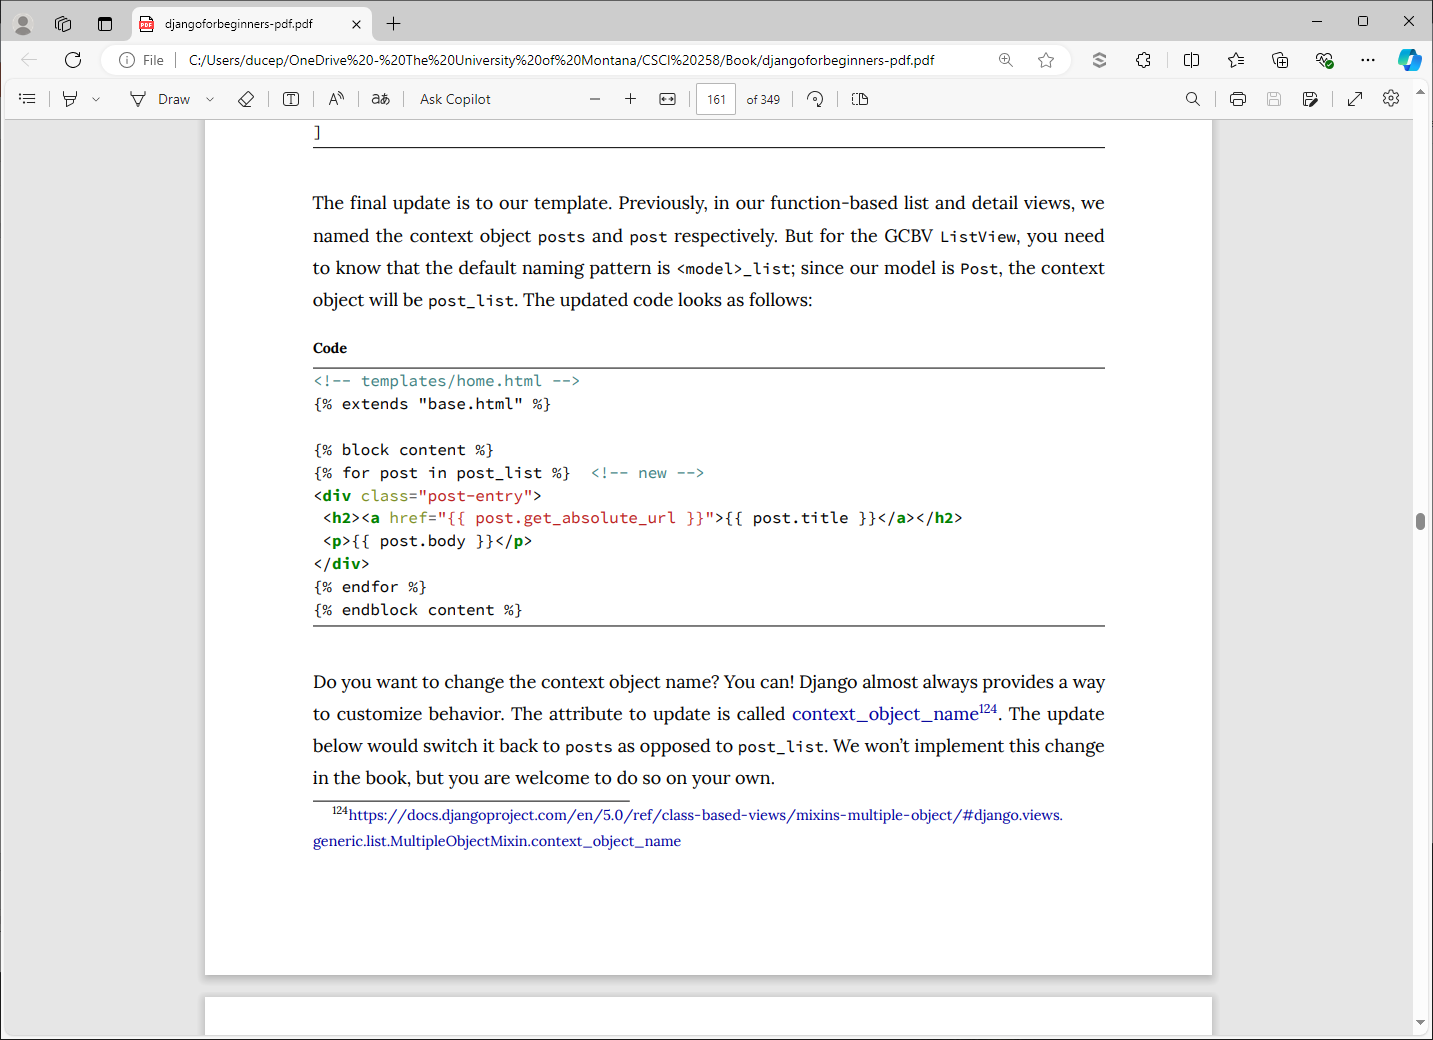 djangoforbeginners-pdf.pdf
File
C:/Users/ducep/OneDrive%20-%20The%20University%20of%20Montana/CSCI%20258/Book/djangoforbeginners-pdf.pdf
Draw
A
aあ
Ask Copilot
161
of 349
]
The final update is to our template. Previously, in our function-based list and detail views, we
named the context object posts and post respectively. But for the GCBV ListView, you need
to know that the default naming pattern is <model>_list; since our model is Post, the context
object will be post_list. The updated code looks as follows:
Code
<!-- templates/home.html -->
{% extends "base.html" %}
{% block content %}
{% for post in post_list %}  <!-- new -->
<div class="post-entry">
<h2><a href="{{ post.get_absolute_url }}">{{ post.title }}</a></h2>
<p>{{ post.body }}</p>
</div>
{% endfor %}
{% endblock content %}
Do you want to change the context object name? You can! Django almost always provides a way
to customize behavior. The attribute to update is called context_object_name124. The update
below would switch it back to posts as opposed to post_list. We won’t implement this change
in the book, but you are welcome to do so on your own.
124https://docs.djangoproject.com/en/5.0/ref/class-based-views/mixins-multiple-object/#django.views.
generic.list.MultipleObjectMixin.context_object_name